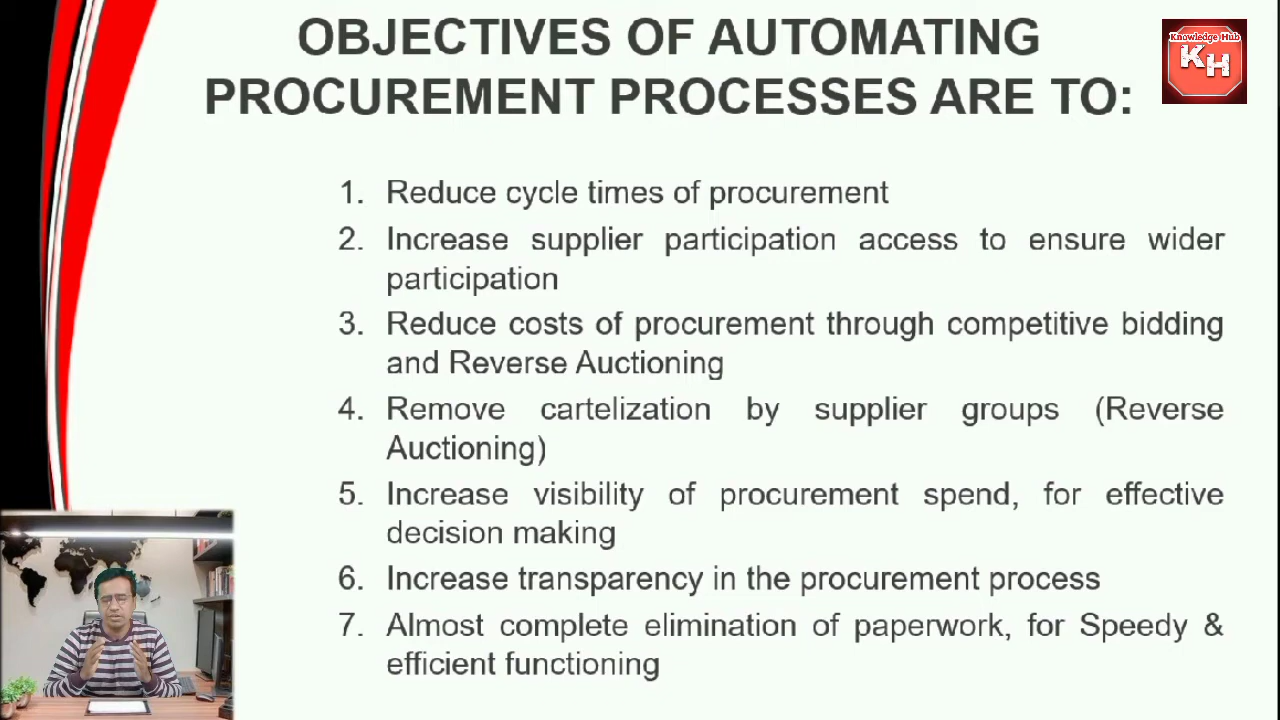 OBJECTIVES OF AUTOMATING
PROCUREMENT PROCESSES ARE TO:
Knowledge Hub
KH
1. Reduce cycle times of procurement
2. Increase supplier participation access to ensure wider
participation
3. Reduce costs of procurement through competitive bidding
and Reverse Auctioning
4. Remove cartelization by supplier groups (Reverse
Auctioning)
5. Increase visibility of procurement spend, for effective
decision making
6. Increase transparency in the procurement process
7. Almost complete elimination of paperwork, for Speedy &
efficient functioning